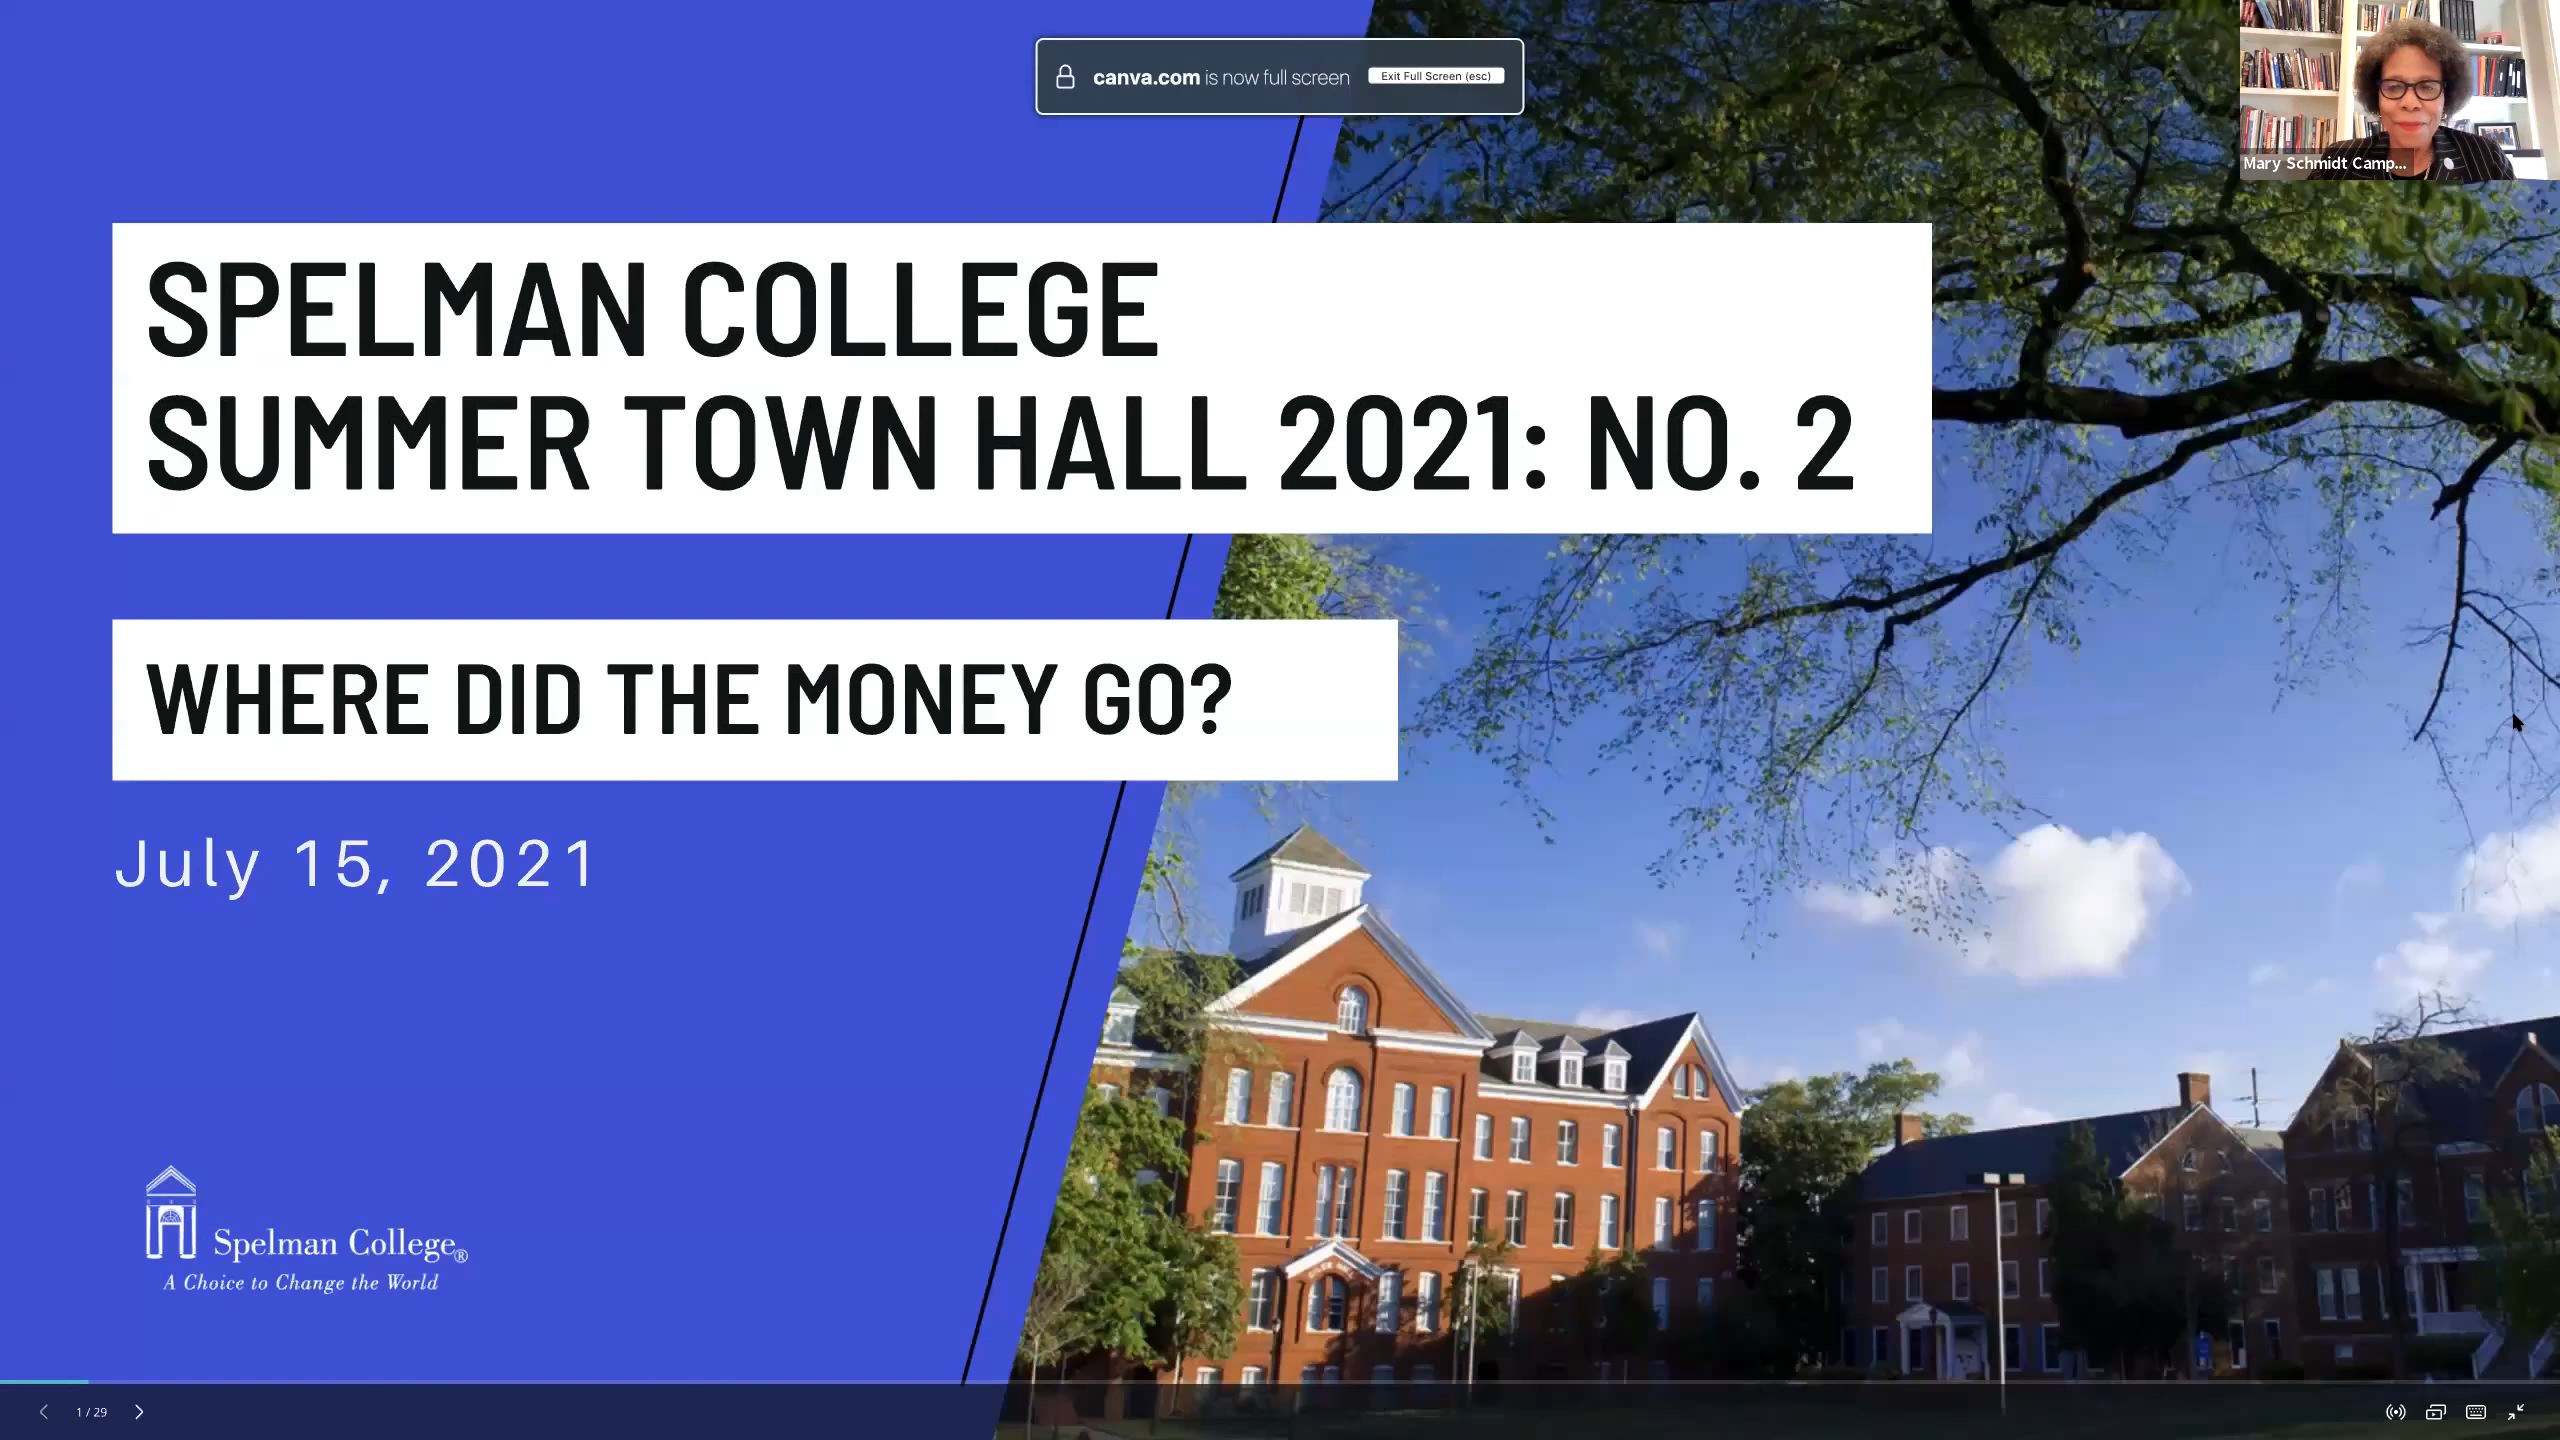 canva.com is now full screen Exit Full Screen (esc)
Mary Schmidt Camp...
SPELMAN COLLEGE
SUMMER TOWN HALL 2021: NO. 2
WHERE DID THE MONEY GO?
July 15, 2021
Spelman College®
A Choice to Change the World
1 / 29